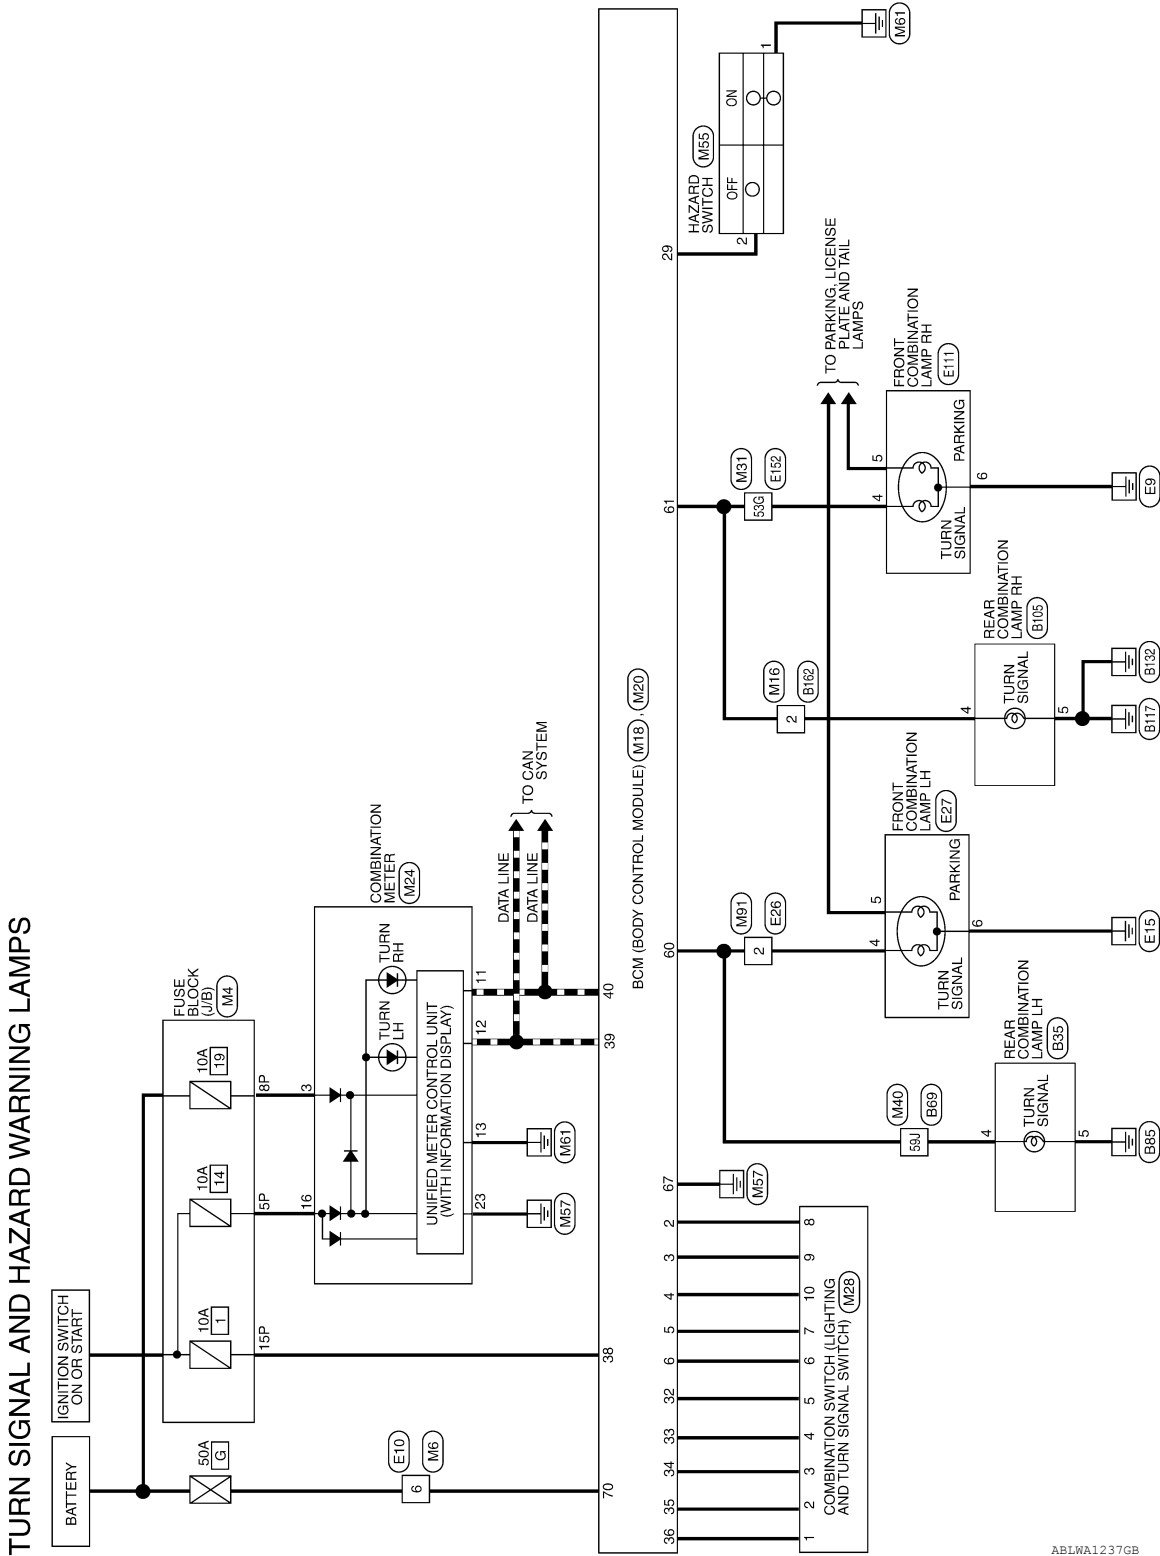 TURN SIGNAL AND HAZARD WARNING LAMPS
BATTERY
IGNITION SWITCH
ON OR START
50A
G
10A
1
10A
14
10A
19
FUSE
BLOCK
(J/B)
M4
15P
5P
8P
E10
M6
6
16
3
COMBINATION
METER
M24
TURN
LH
TURN
RH
UNIFIED METER CONTROL UNIT
(WITH INFORMATION DISPLAY)
23
13
12
11
M57
M61
DATA LINE
DATA LINE
TO CAN
SYSTEM
70
38
39
40
BCM (BODY CONTROL MODULE) M18 , M20
36
35
34
33
32
6
5
4
3
2
67
60
61
29
M57
1
2
3
4
5
6
7
10
9
8
COMBINATION SWITCH (LIGHTING
AND TURN SIGNAL SWITCH) M28
M40
59J
B69
4
TURN
SIGNAL
5
REAR
COMBINATION
LAMP LH
B35
B85
M91
2
E26
4
5
TURN
SIGNAL
PARKING
6
FRONT
COMBINATION
LAMP LH
E27
E15
M16
2
B162
4
TURN
SIGNAL
5
REAR
COMBINATION
LAMP RH
B105
B117
B132
M31
53G
E152
4
5
TURN
SIGNAL
PARKING
6
FRONT
COMBINATION
LAMP RH
E111
E9
TO PARKING, LICENSE
PLATE AND TAIL
LAMPS
HAZARD
SWITCH
M55
OFF
ON
2
1
M61
ABLWA1237GB